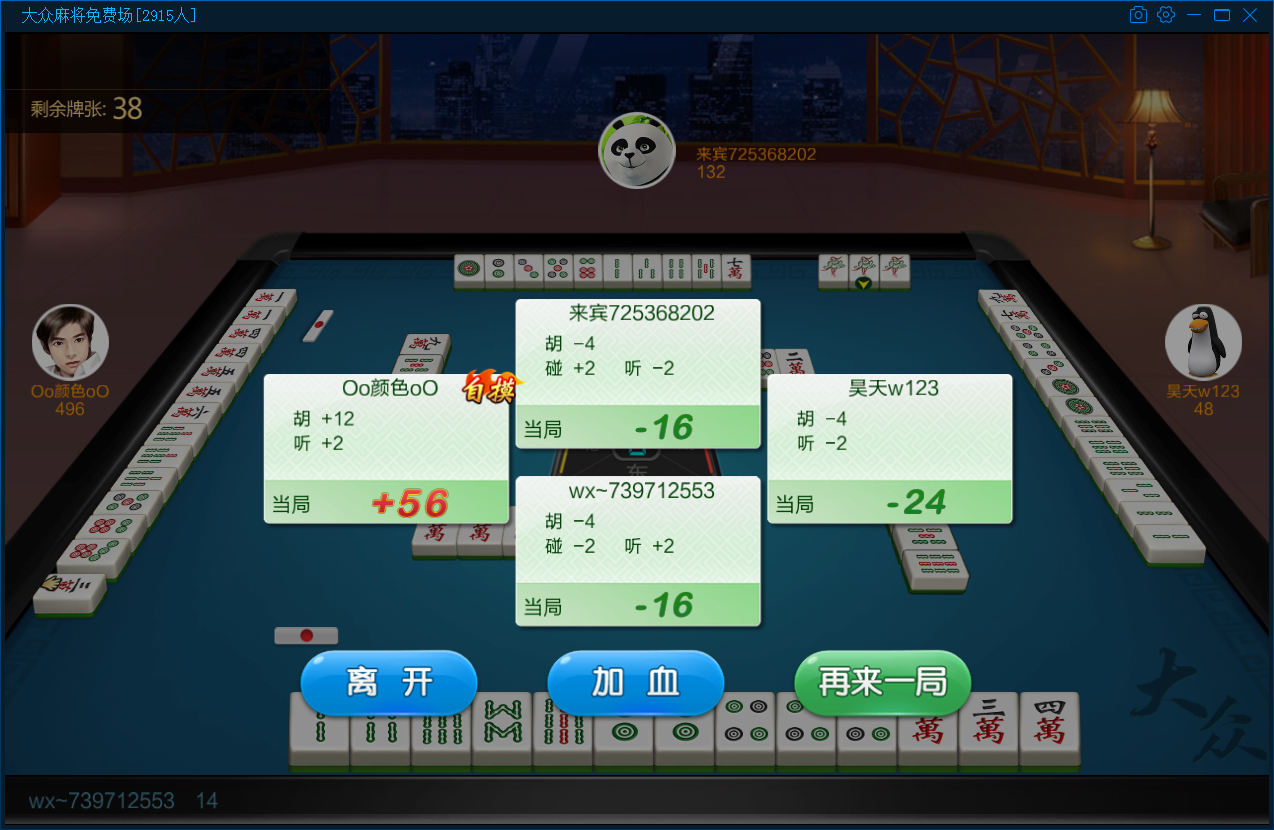 大众麻将免费场[2915人]
剩余牌张: 38
来宾725368202
132
Oo颜色oO
496
昊天w123
48
来宾725368202
胡 -4
碰 +2 听 -2
当局 -16
Oo颜色oO
自摸
胡 +12
听 +2
当局 +56
昊天w123
胡 -4
听 -2
当局 -24
东
wx~739712553
胡 -4
碰 -2 听 +2
当局 -16
离 开
加 血
再来一局
萬
三萬
四萬
大众
wx~739712553 14